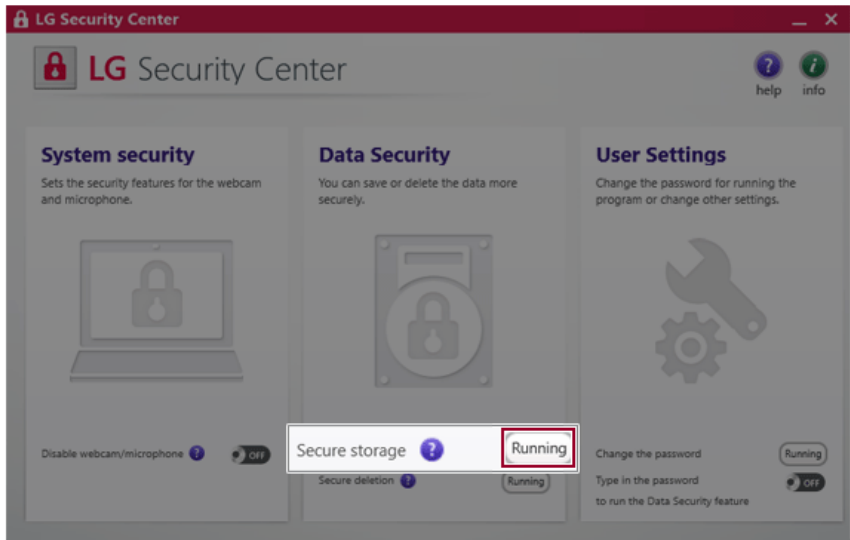 LG Security Center
LG Security Center
help
info
System security
Sets the security features for the webcam
and microphone.
Disable webcam/microphone ?
OFF
Data Security
You can save or delete the data more
securely.
Secure storage ?
Running
Secure deletion ?
Running
User Settings
Change the password for running the
program or change other settings.
Change the password
Running
Type in the password
OFF
to run the Data Security feature